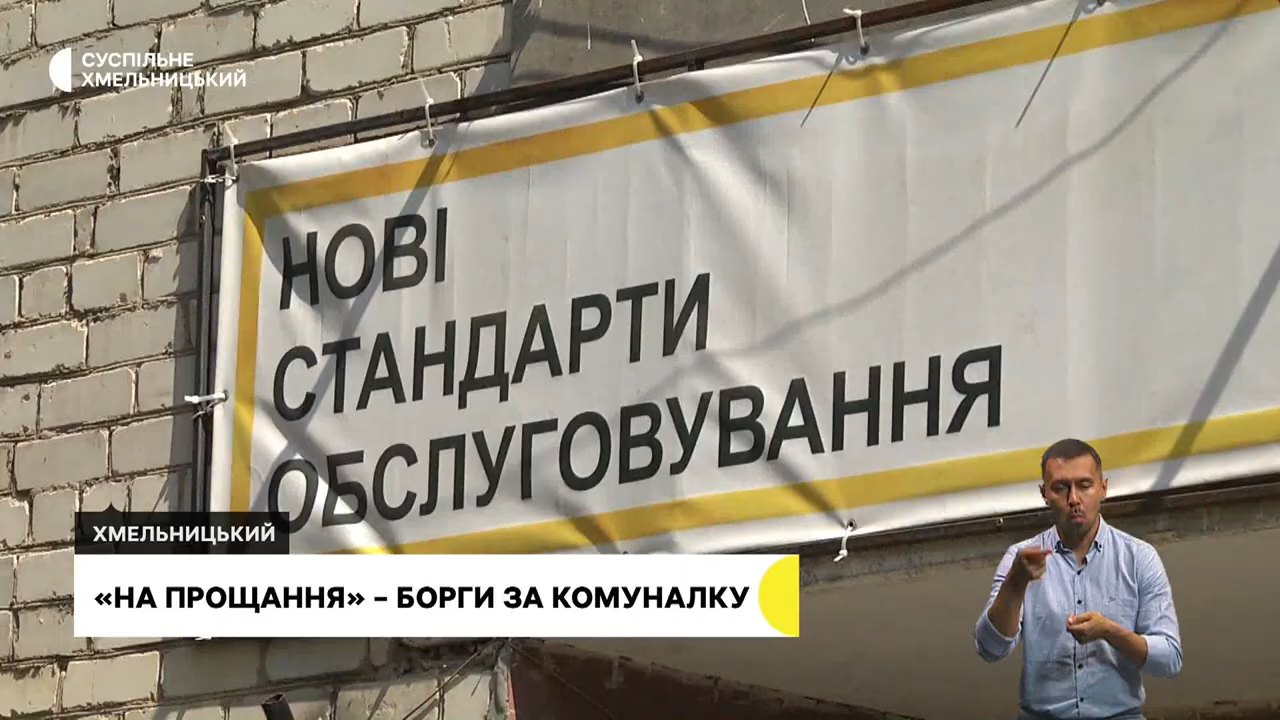 СУСПІЛЬНЕ
ХМЕЛЬНИЦЬКИЙ
НОВІ
СТАНДАРТИ
ОБСЛУГОВУВАННЯ
ХМЕЛЬНИЦЬКИЙ
«НА ПРОЩАННЯ» – БОРГИ ЗА КОМУНАЛКУ